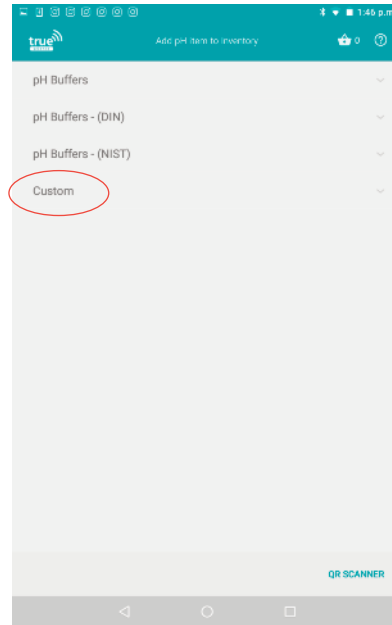 1:46 p.m
true
Add pH item to Inventory
0
?
pH Buffers
pH Buffers - (DIN)
pH Buffers - (NIST)
Custom
QR SCANNER